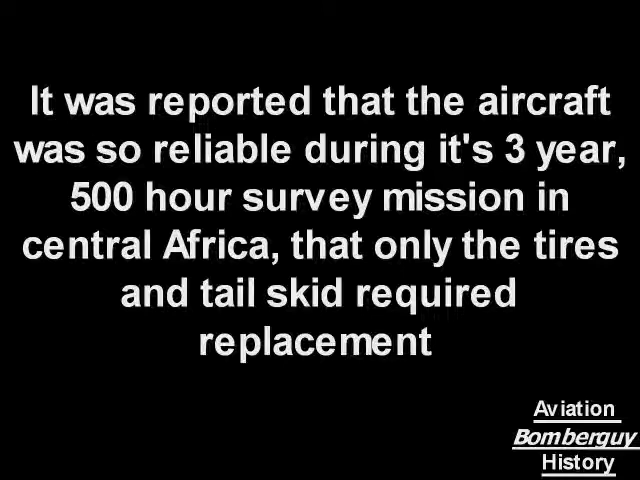 It was reported that the aircraft
was so reliable during it's 3 year,
500 hour survey mission in
central Africa, that only the tires
and tail skid required
replacement
Aviation
Bomberguy
History